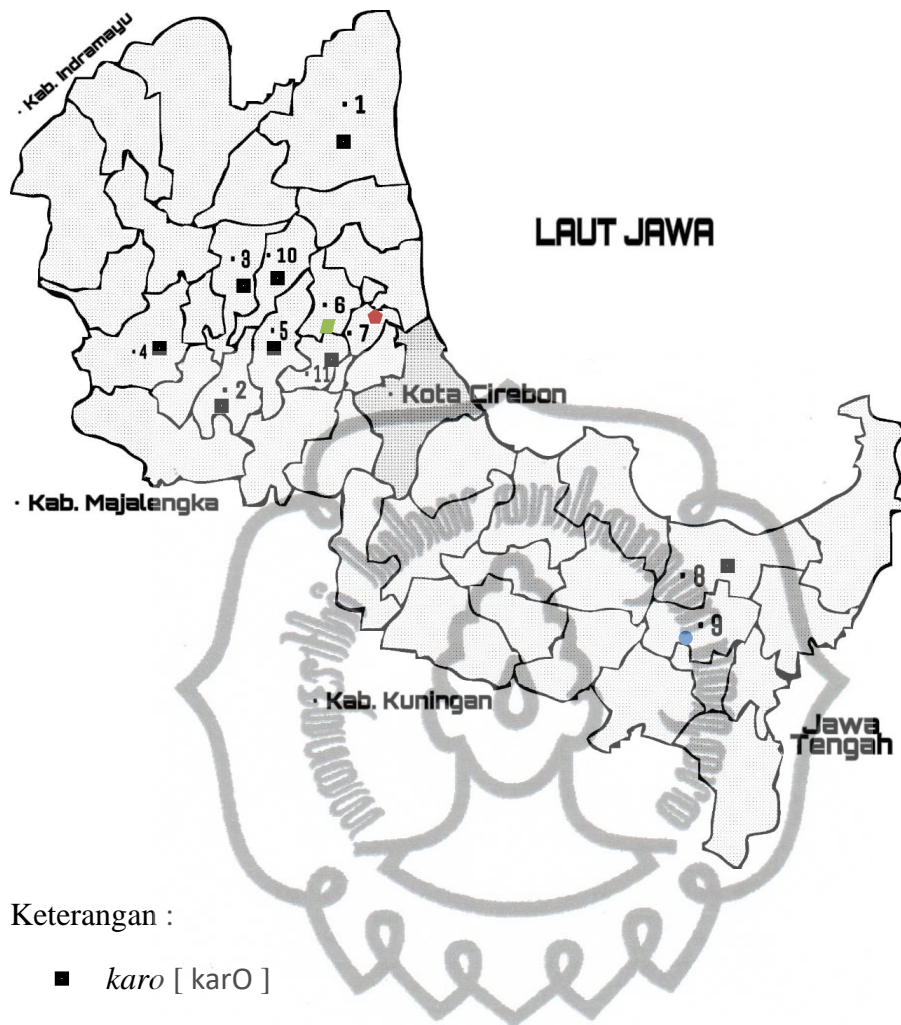 · Kab. Indramayu
· 1
LAUT JAWA
· 3
· 10
· 6
· 5
· 7
· 4
· 11
· 2
· Kota Cirebon
· Kab. Majalengka
· 8
· 9
· Kab. Kuningan
Jawa
Tengah
Keterangan :
■ karo [ karO ]